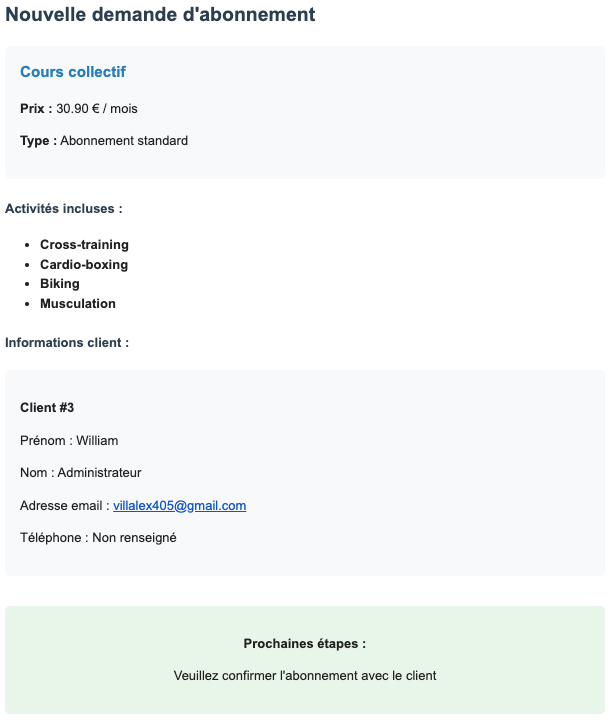 Nouvelle demande d'abonnement
Cours collectif
Prix : 30.90 € / mois
Type : Abonnement standard
Activités incluses :
• Cross-training
• Cardio-boxing
• Biking
• Musculation
Informations client :
Client #3
Prénom : William
Nom : Administrateur
Adresse email : villalex405@gmail.com
Téléphone : Non renseigné
Prochaines étapes :
Veuillez confirmer l'abonnement avec le client